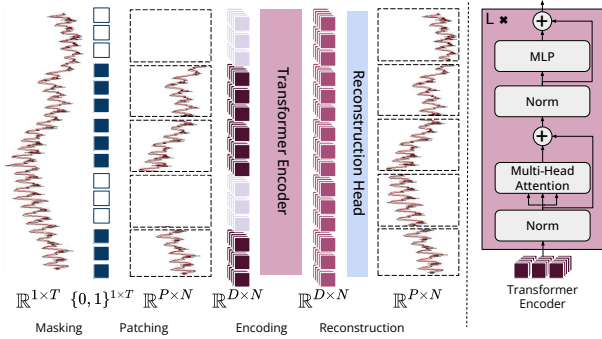 Transformer Encoder
Reconstruction Head
ℝ^{1×T} {0, 1}^{1×T} ℝ^{P×N} ℝ^{D×N} ℝ^{D×N} ℝ^{P×N}
Masking Patching Encoding Reconstruction
L ✖
MLP
Norm
Multi-Head
Attention
Norm
Transformer
Encoder